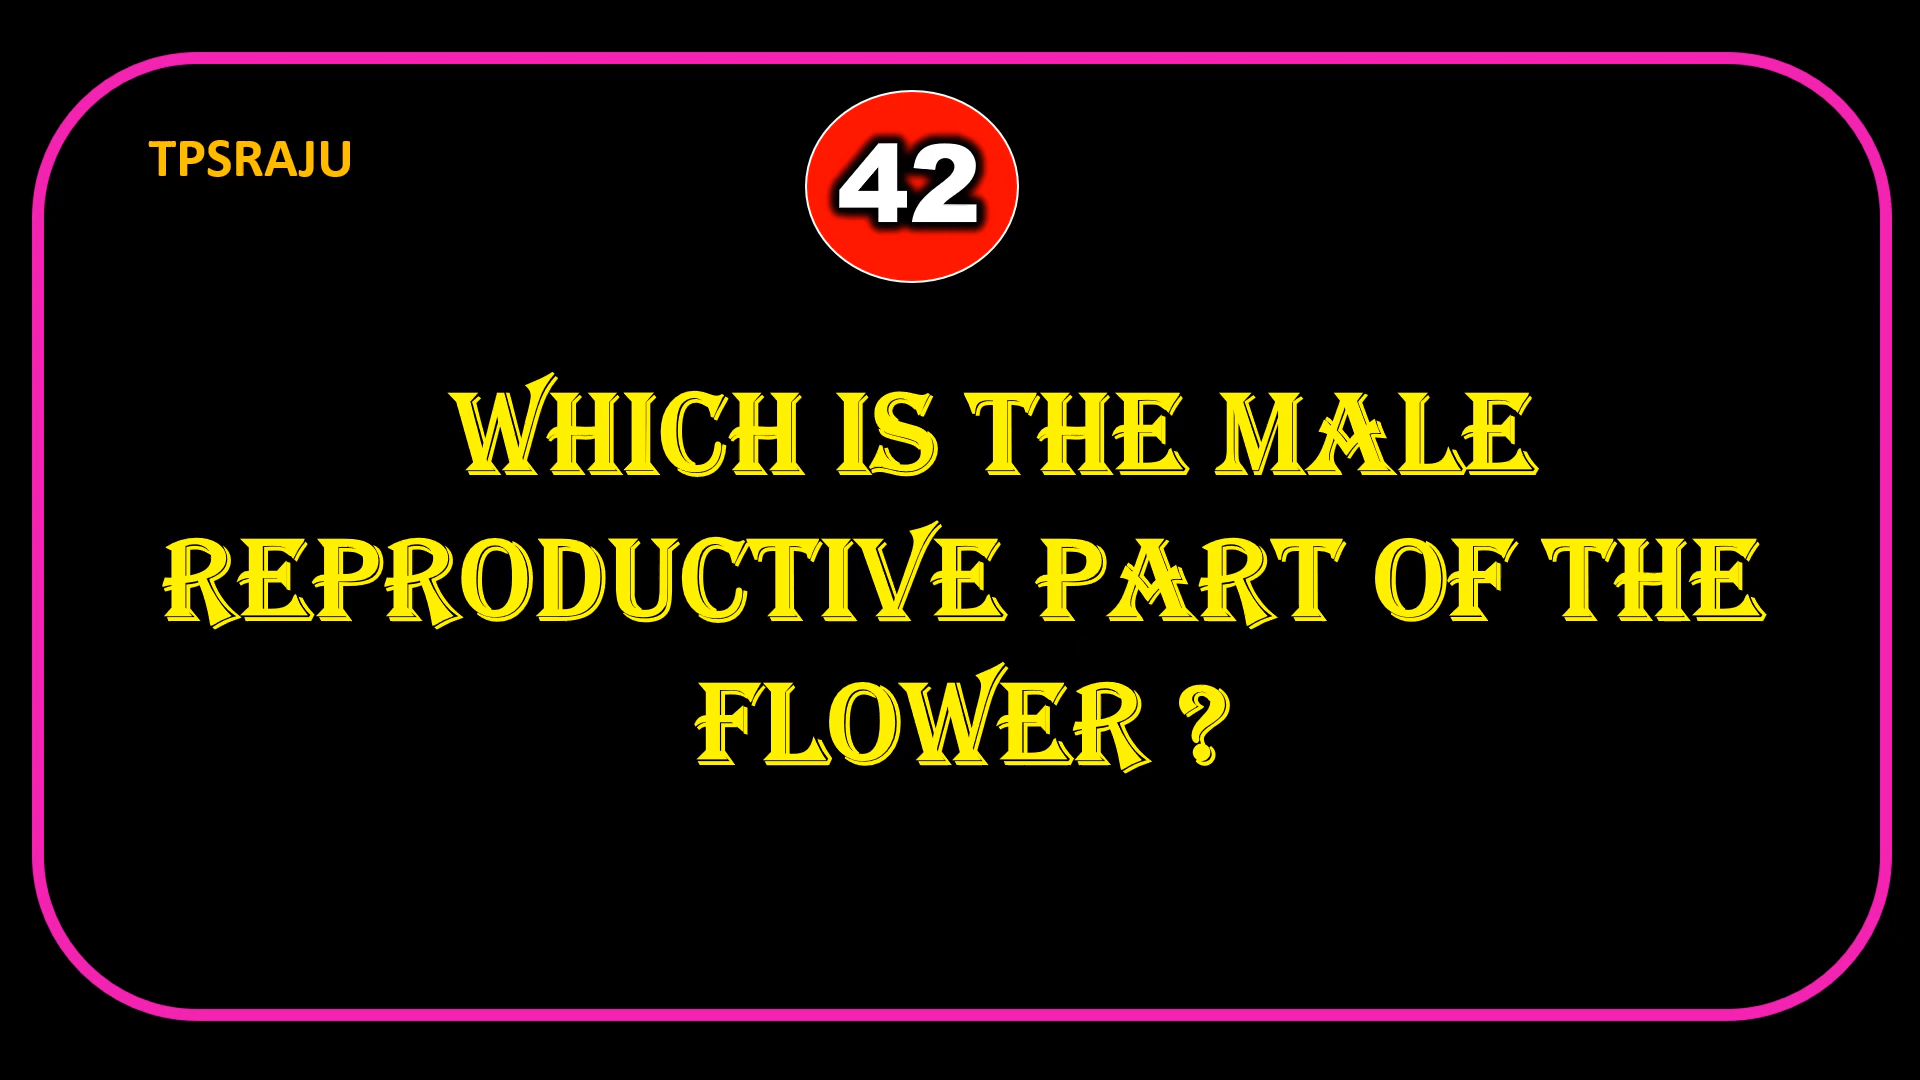 TPSRAJU
42
WHICH IS THE MALE
REPRODUCTIVE PART OF THE
FLOWER ?